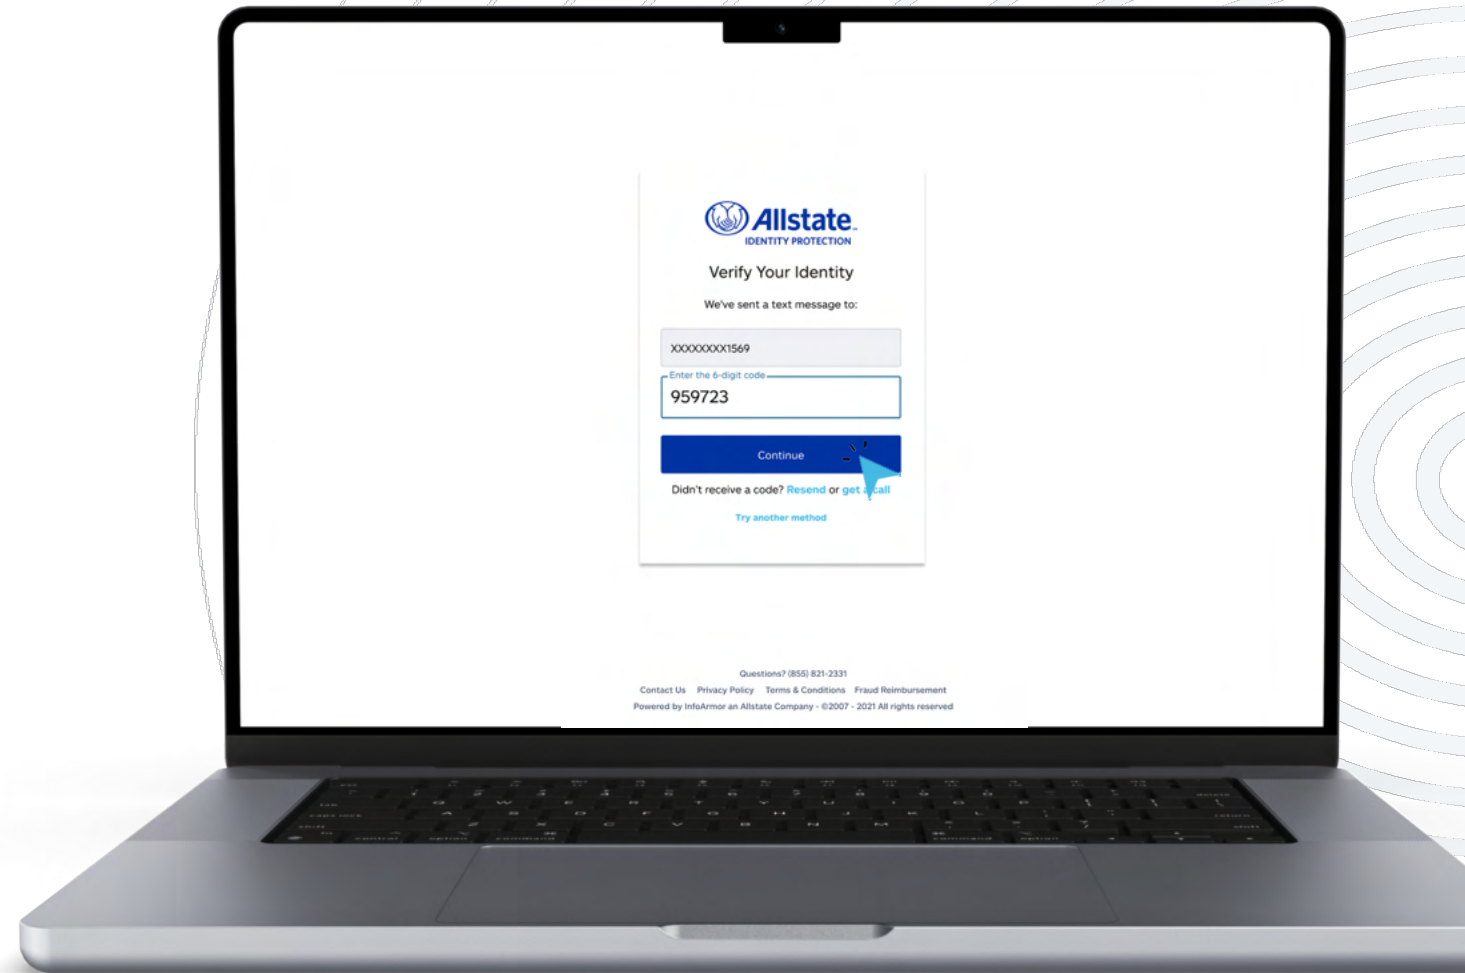 Allstate
IDENTITY PROTECTION
Verify Your Identity
We've sent a text message to:
XXXXXXXX1569
Enter the 6-digit code
959723
Continue
Didn't receive a code? Resend or get a call
Try another method
Questions? (855) 821-2331
Contact Us Privacy Policy Terms & Conditions Fraud Reimbursement
Powered by InfoArmor an Allstate Company - ©2007 - 2021 All rights reserved